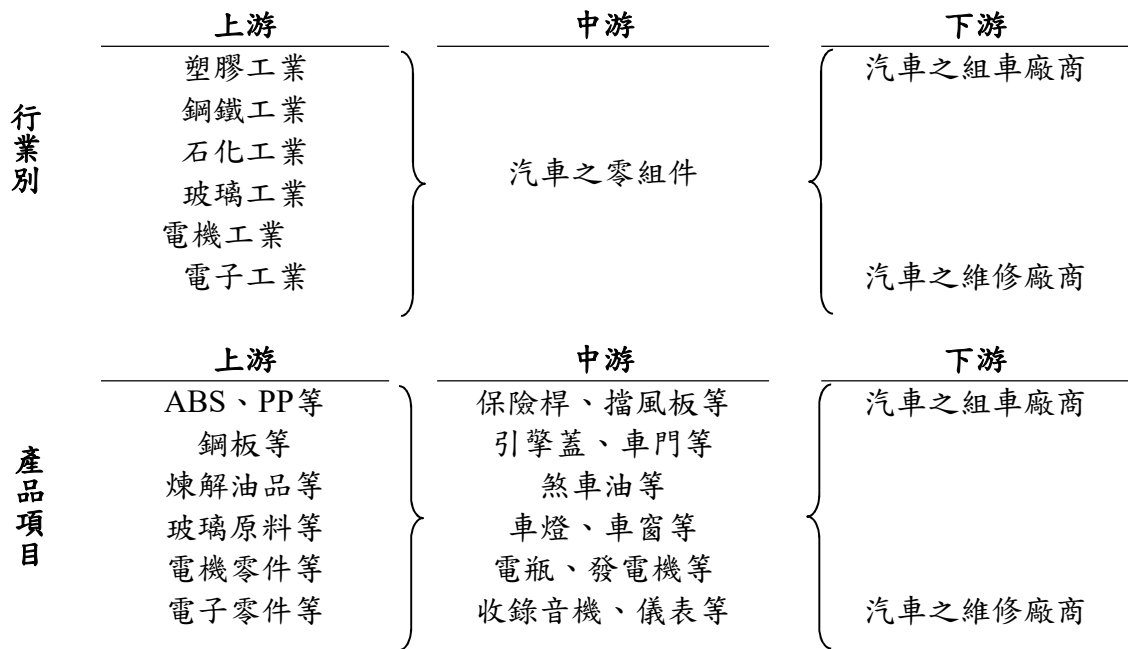 上游 中游 下游
行業別
塑膠工業 汽車之組車廠商
鋼鐵工業
石化工業
汽車之零組件
玻璃工業
電機工業
電子工業 汽車之維修廠商
上游 中游 下游
產品項目
ABS、PP等 保險桿、擋風板等 汽車之組車廠商
鋼板等 引擎蓋、車門等
煉解油品等 煞車油等
玻璃原料等 車燈、車窗等
電機零件等 電瓶、發電機等
電子零件等 收錄音機、儀表等 汽車之維修廠商